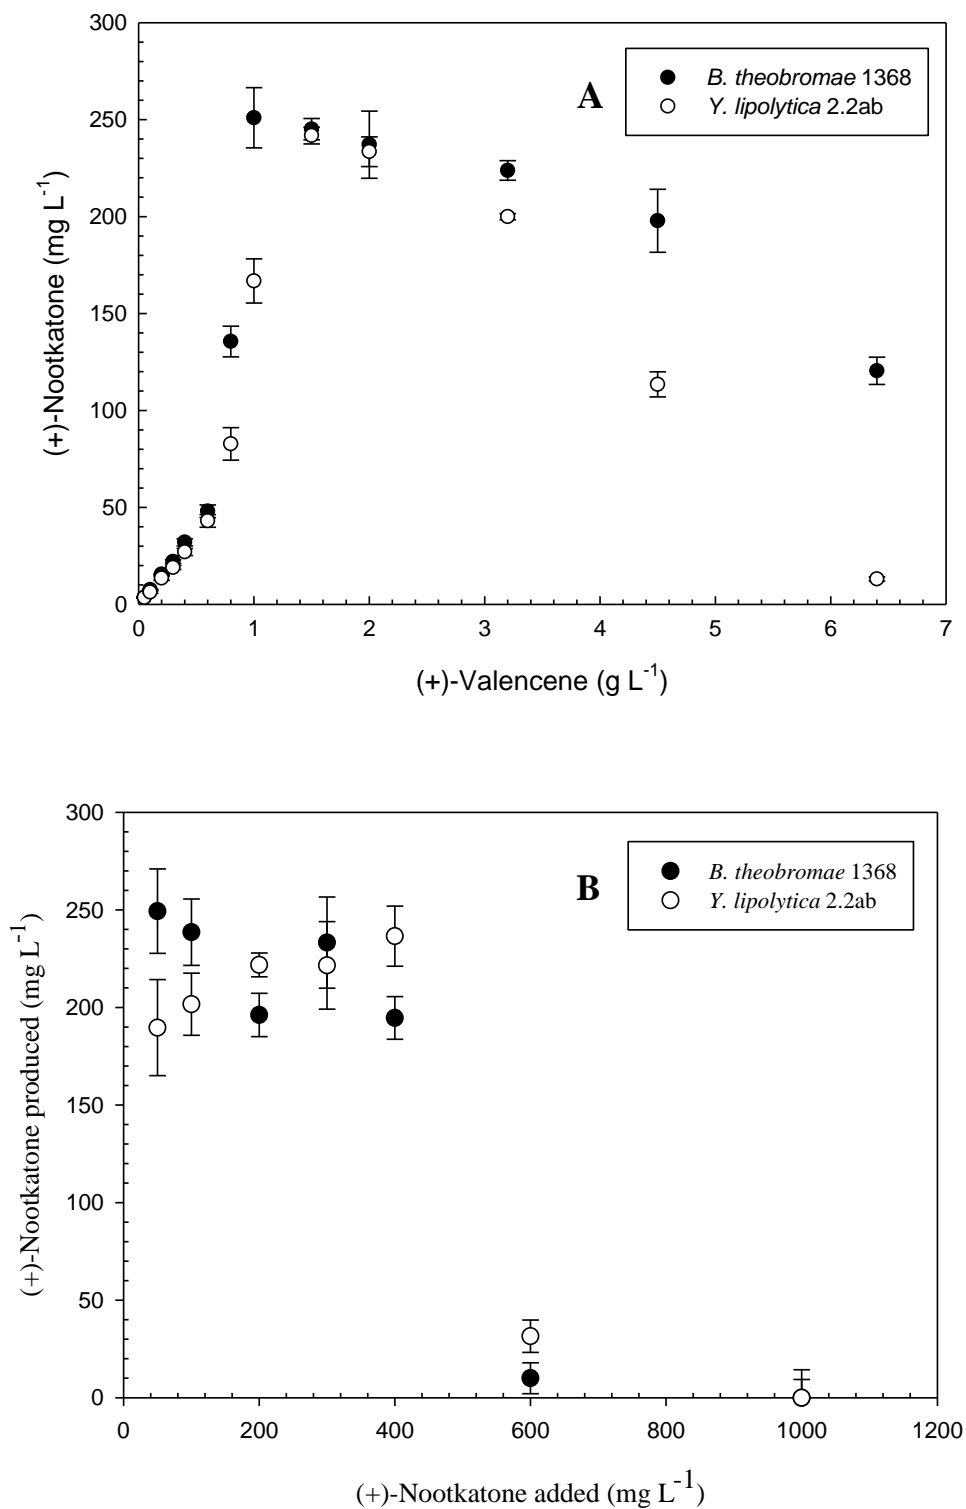 300
250
200
150
100
50
0
(+)-Nootkatone (mg L⁻¹)
A
B. theobromae 1368
Y. lipolytica 2.2ab
0 1 2 3 4 5 6 7
(+)-Valencene (g L⁻¹)
300
250
200
150
100
50
0
(+)-Nootkatone produced (mg L⁻¹)
B
B. theobromae 1368
Y. lipolytica 2.2ab
0 200 400 600 800 1000 1200
(+)-Nootkatone added (mg L⁻¹)